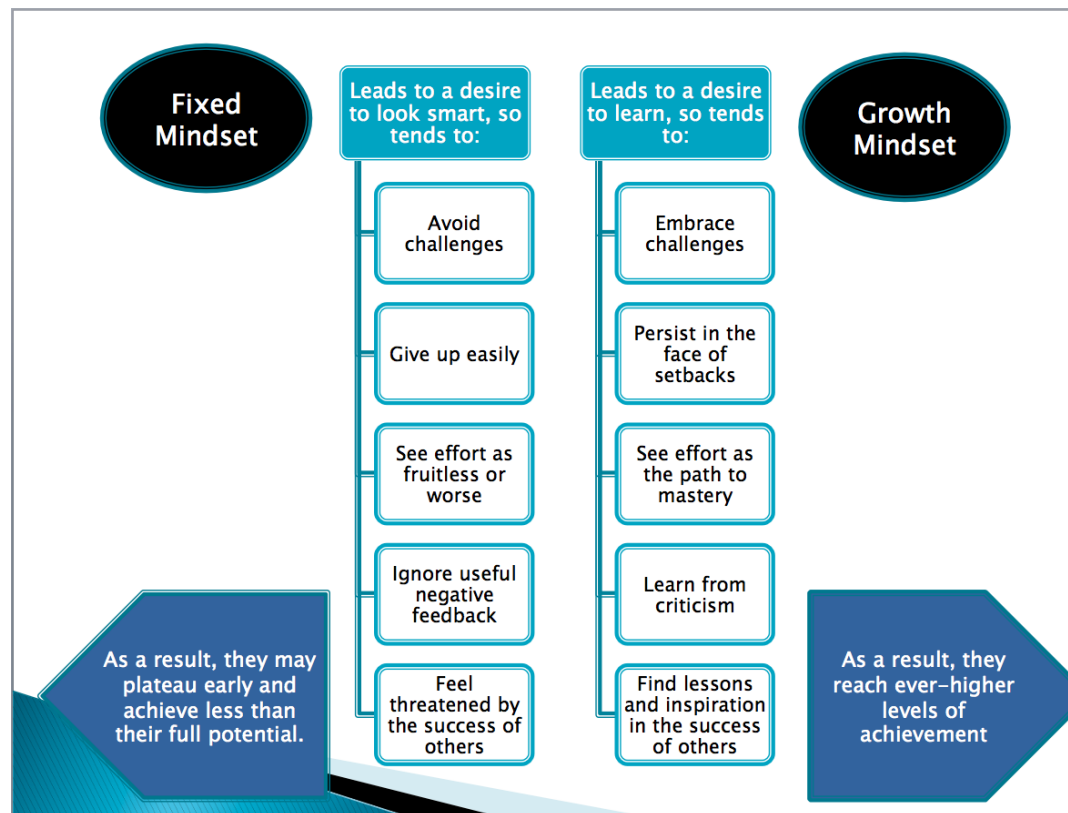 Fixed
Mindset
Leads to a desire
to look smart, so
tends to:
Avoid
challenges
Give up easily
See effort as
fruitless or
worse
Ignore useful
negative
feedback
Feel
threatened by
the success of
others
As a result, they may
plateau early and
achieve less than
their full potential.
Growth
Mindset
Leads to a desire
to learn, so tends
to:
Embrace
challenges
Persist in the
face of
setbacks
See effort as
the path to
mastery
Learn from
criticism
Find lessons
and inspiration
in the success
of others
As a result, they
reach ever-higher
levels of
achievement